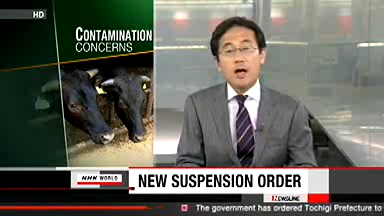 HD
CONTAMINATION
CONCERNS
NHK WORLD
NEW SUSPENSION ORDER
NEWSLINE
The government has ordered Tochigi Prefecture to